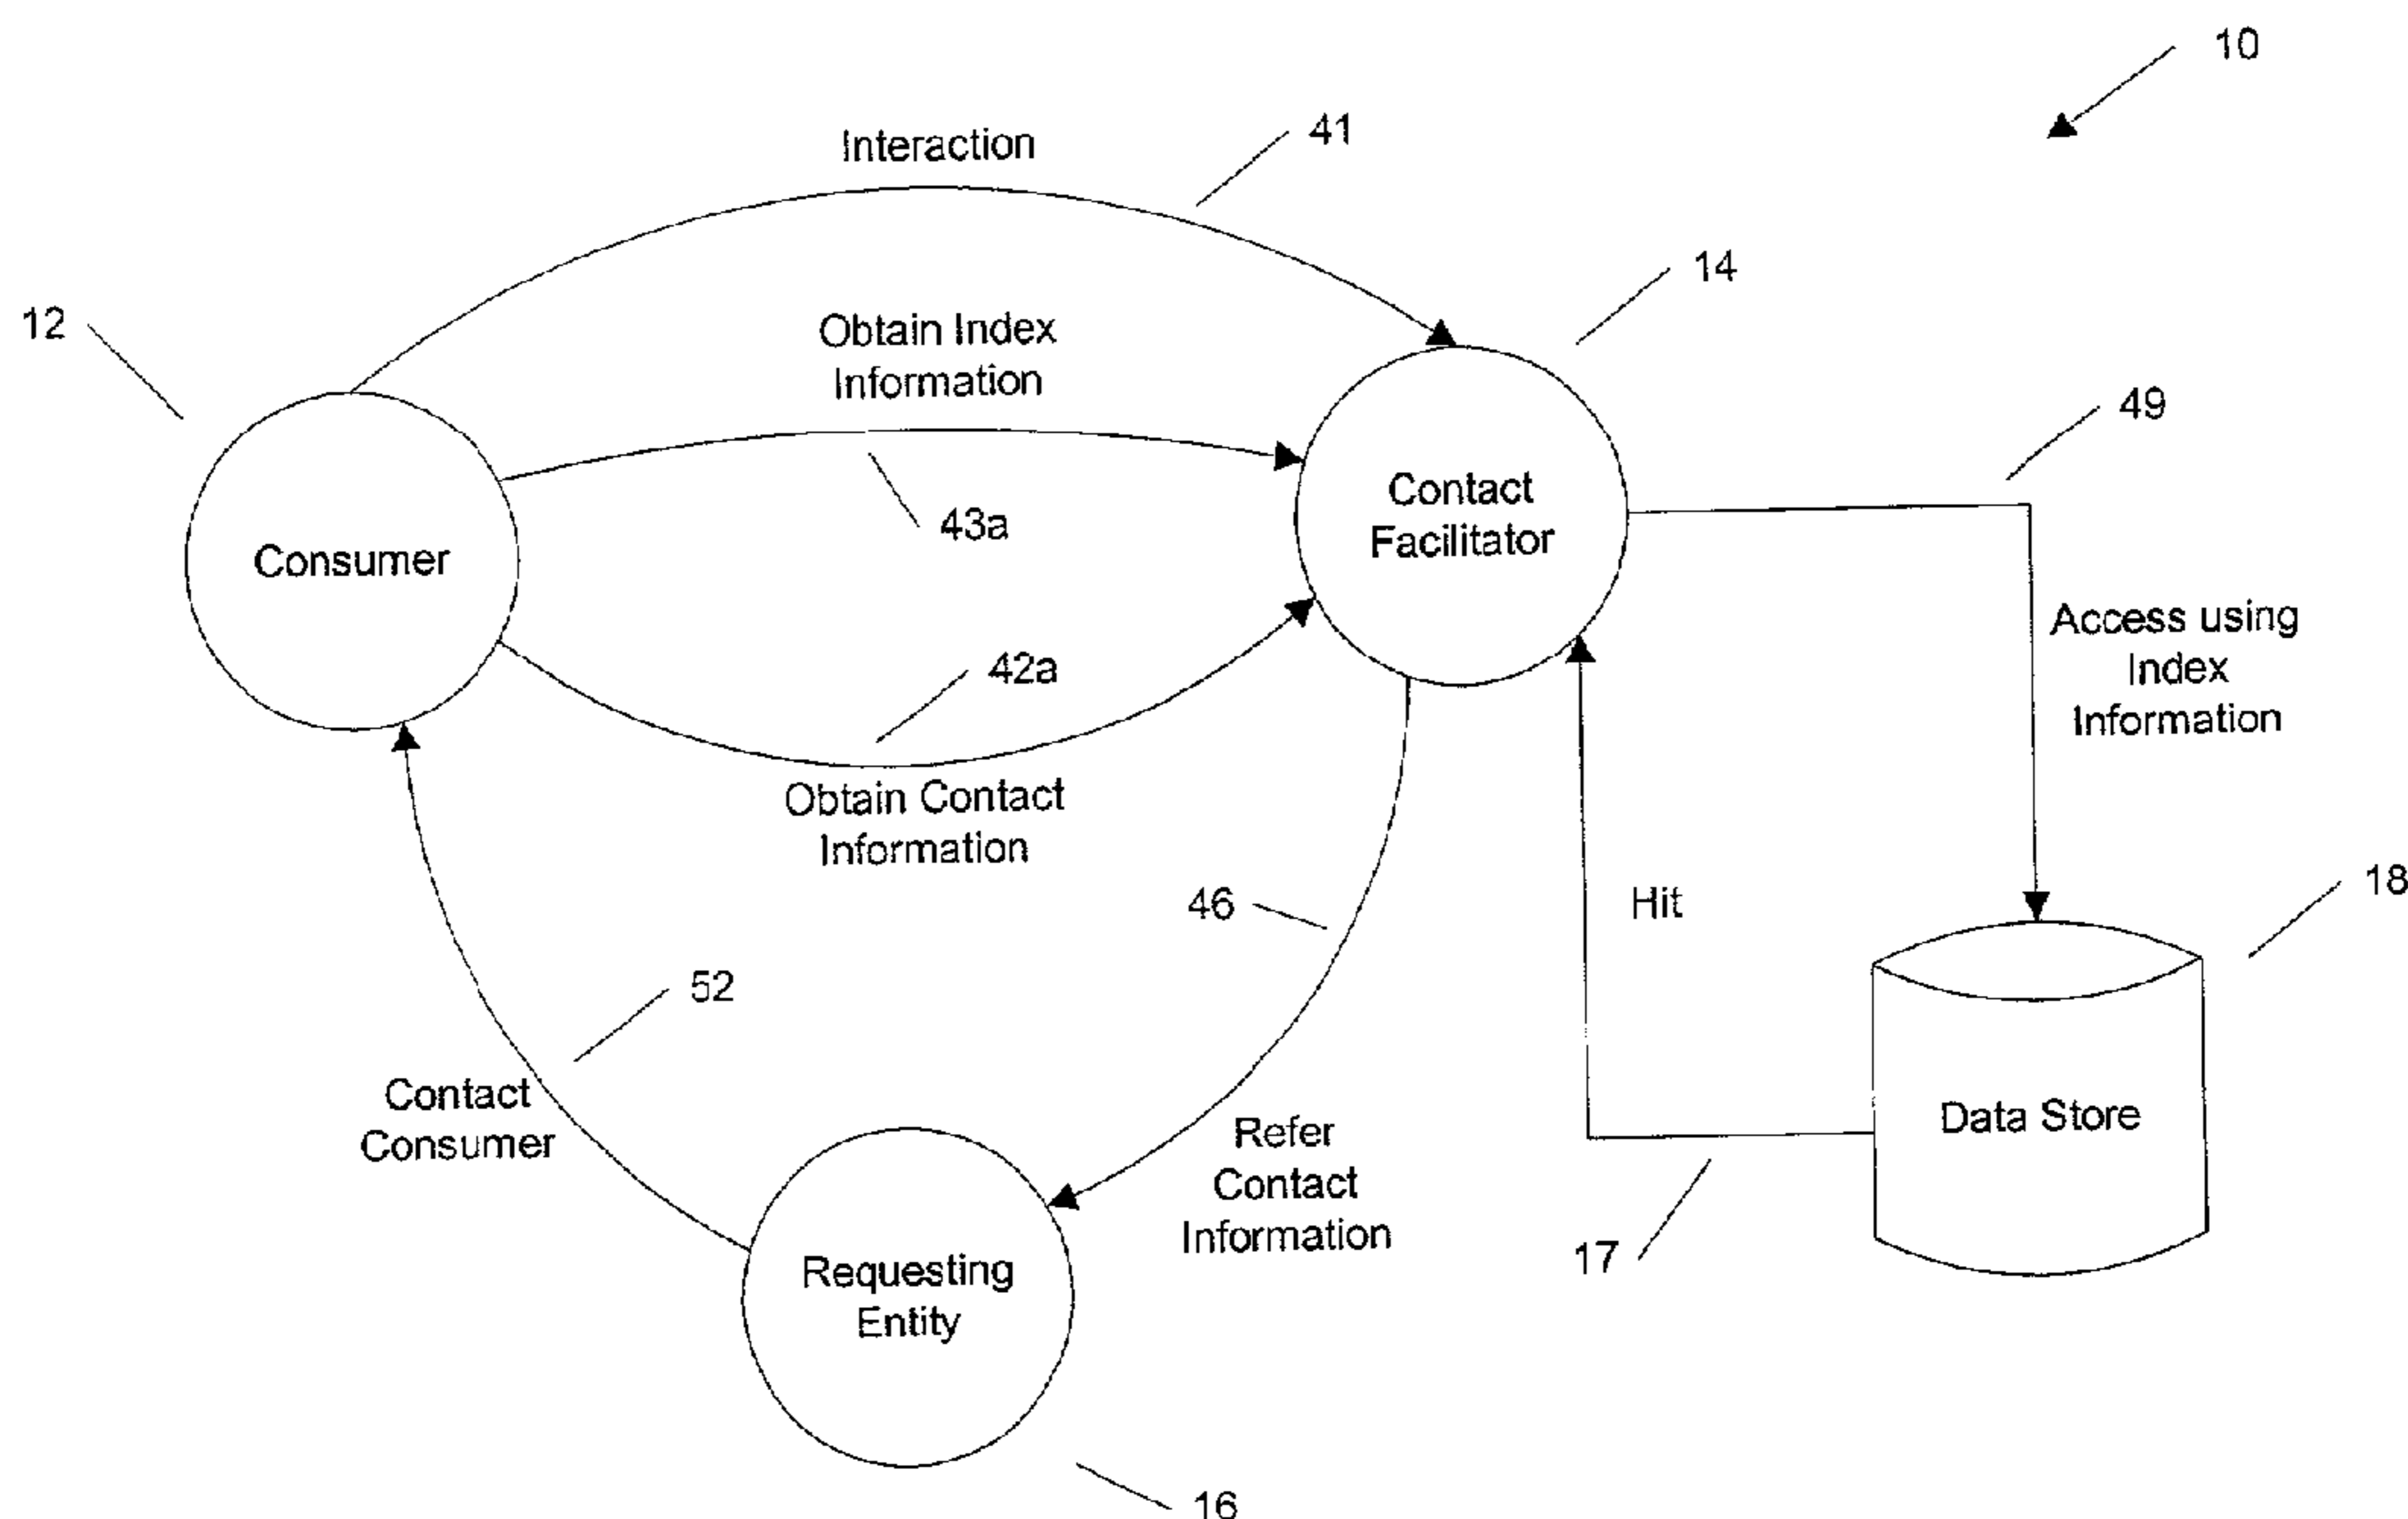 10
Interaction
41
14
12
Obtain Index
Information
43a
49
Contact
Facilitator
Consumer
Access using
Index
Information
42a
Obtain Contact
Information
46
Hit
18
52
Contact
Consumer
Refer
Contact
Information
Data Store
17
Requesting
Entity
16